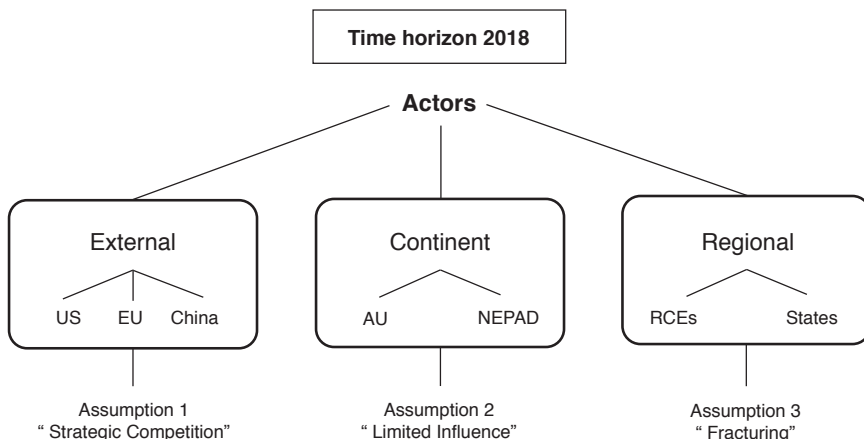 Time horizon 2018
Actors
External
Continent
Regional
US EU China
AU NEPAD
RCEs States
Assumption 1
“ Strategic Competition”
Assumption 2
“ Limited Influence”
Assumption 3
“ Fracturing”